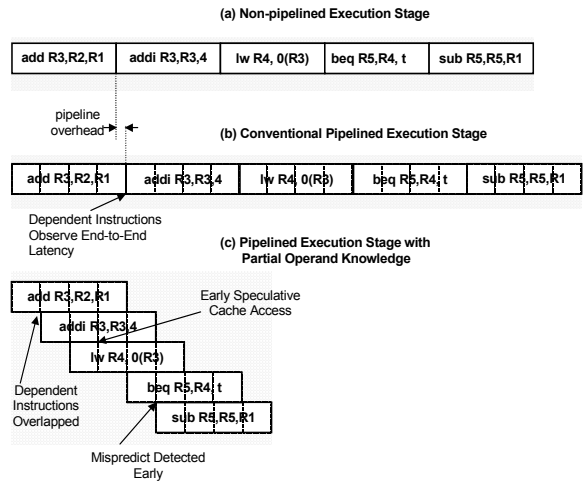 (a) Non-pipelined Execution Stage
add R3,R2,R1 addi R3,R3,4 lw R4, 0(R3) beq R5,R4, t sub R5,R5,R1
pipeline
overhead
(b) Conventional Pipelined Execution Stage
add R3,R2,R1 addi R3,R3,4 lw R4, 0(R3) beq R5,R4, t sub R5,R5,R1
Dependent Instructions
Observe End-to-End
Latency
(c) Pipelined Execution Stage with
Partial Operand Knowledge
add R3,R2,R1
Early Speculative
Cache Access
addi R3,R3,4
lw R4, 0(R3)
beq R5,R4, t
Dependent
Instructions
Overlapped
sub R5,R5,R1
Mispredict Detected
Early